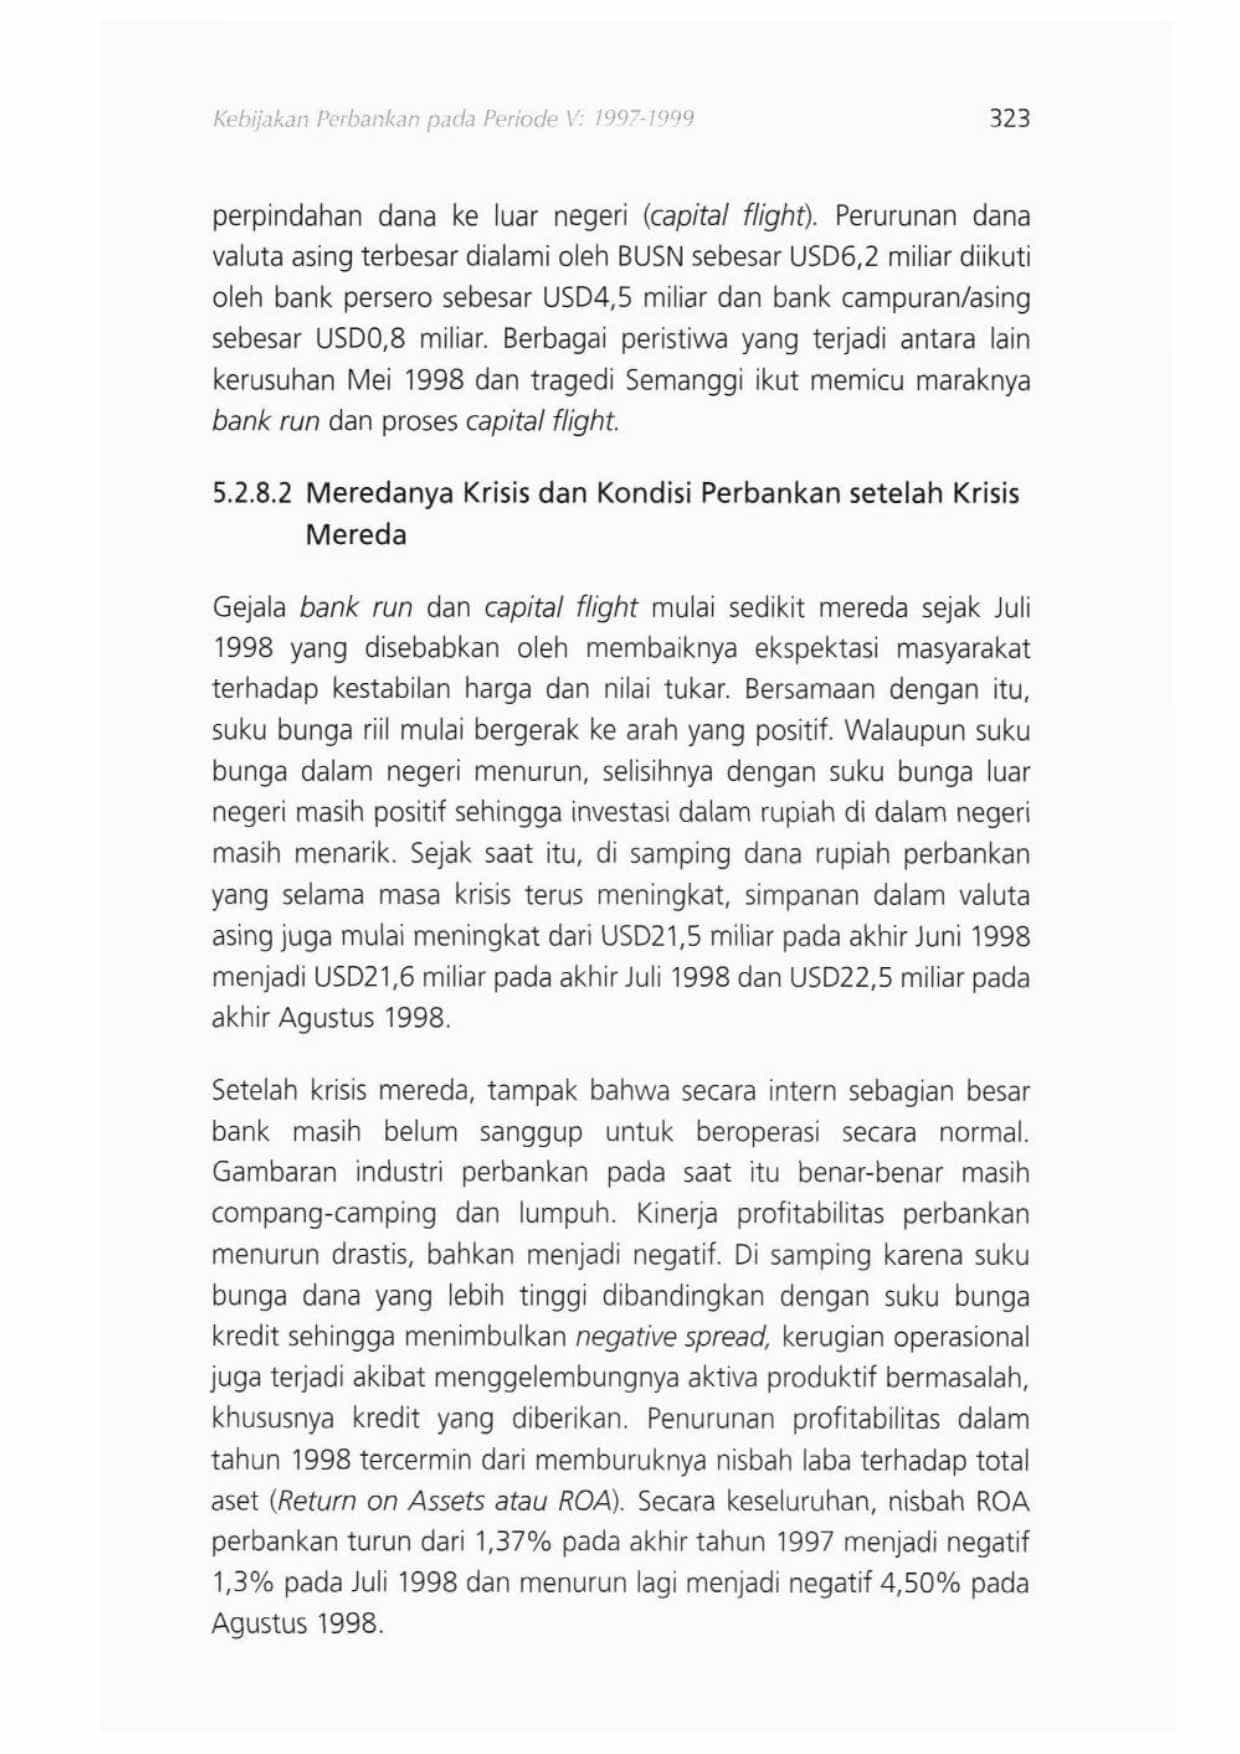 Kebijakan Perbankan pada Periode V: 1997-1999 323
perpindahan dana ke luar negeri (capital flight). Perurunan dana
valuta asing terbesar dialami oleh BUSN sebesar USD6,2 miliar diikuti
oleh bank persero sebesar USD4,5 miliar dan bank campuran/asing
sebesar USD0,8 miliar. Berbagai peristiwa yang terjadi antara lain
kerusuhan Mei 1998 dan tragedi Semanggi ikut memicu maraknya
bank run dan proses capital flight.
5.2.8.2 Meredanya Krisis dan Kondisi Perbankan setelah Krisis
Mereda
Gejala bank run dan capital flight mulai sedikit mereda sejak Juli
1998 yang disebabkan oleh membaiknya ekspektasi masyarakat
terhadap kestabilan harga dan nilai tukar. Bersamaan dengan itu,
suku bunga riil mulai bergerak ke arah yang positif. Walaupun suku
bunga dalam negeri menurun, selisihnya dengan suku bunga luar
negeri masih positif sehingga investasi dalam rupiah di dalam negeri
masih menarik. Sejak saat itu, di samping dana rupiah perbankan
yang selama masa krisis terus meningkat, simpanan dalam valuta
asing juga mulai meningkat dari USD21,5 miliar pada akhir Juni 1998
menjadi USD21,6 miliar pada akhir Juli 1998 dan USD22,5 miliar pada
akhir Agustus 1998.
Setelah krisis mereda, tampak bahwa secara intern sebagian besar
bank masih belum sanggup untuk beroperasi secara normal.
Gambaran industri perbankan pada saat itu benar-benar masih
compang-camping dan lumpuh. Kinerja profitabilitas perbankan
menurun drastis, bahkan menjadi negatif. Di samping karena suku
bunga dana yang lebih tinggi dibandingkan dengan suku bunga
kredit sehingga menimbulkan negative spread, kerugian operasional
juga terjadi akibat menggelembungnya aktiva produktif bermasalah,
khususnya kredit yang diberikan. Penurunan profitabilitas dalam
tahun 1998 tercermin dari memburuknya nisbah laba terhadap total
aset (Return on Assets atau ROA). Secara keseluruhan, nisbah ROA
perbankan turun dari 1,37% pada akhir tahun 1997 menjadi negatif
1,3% pada Juli 1998 dan menurun lagi menjadi negatif 4,50% pada
Agustus 1998.